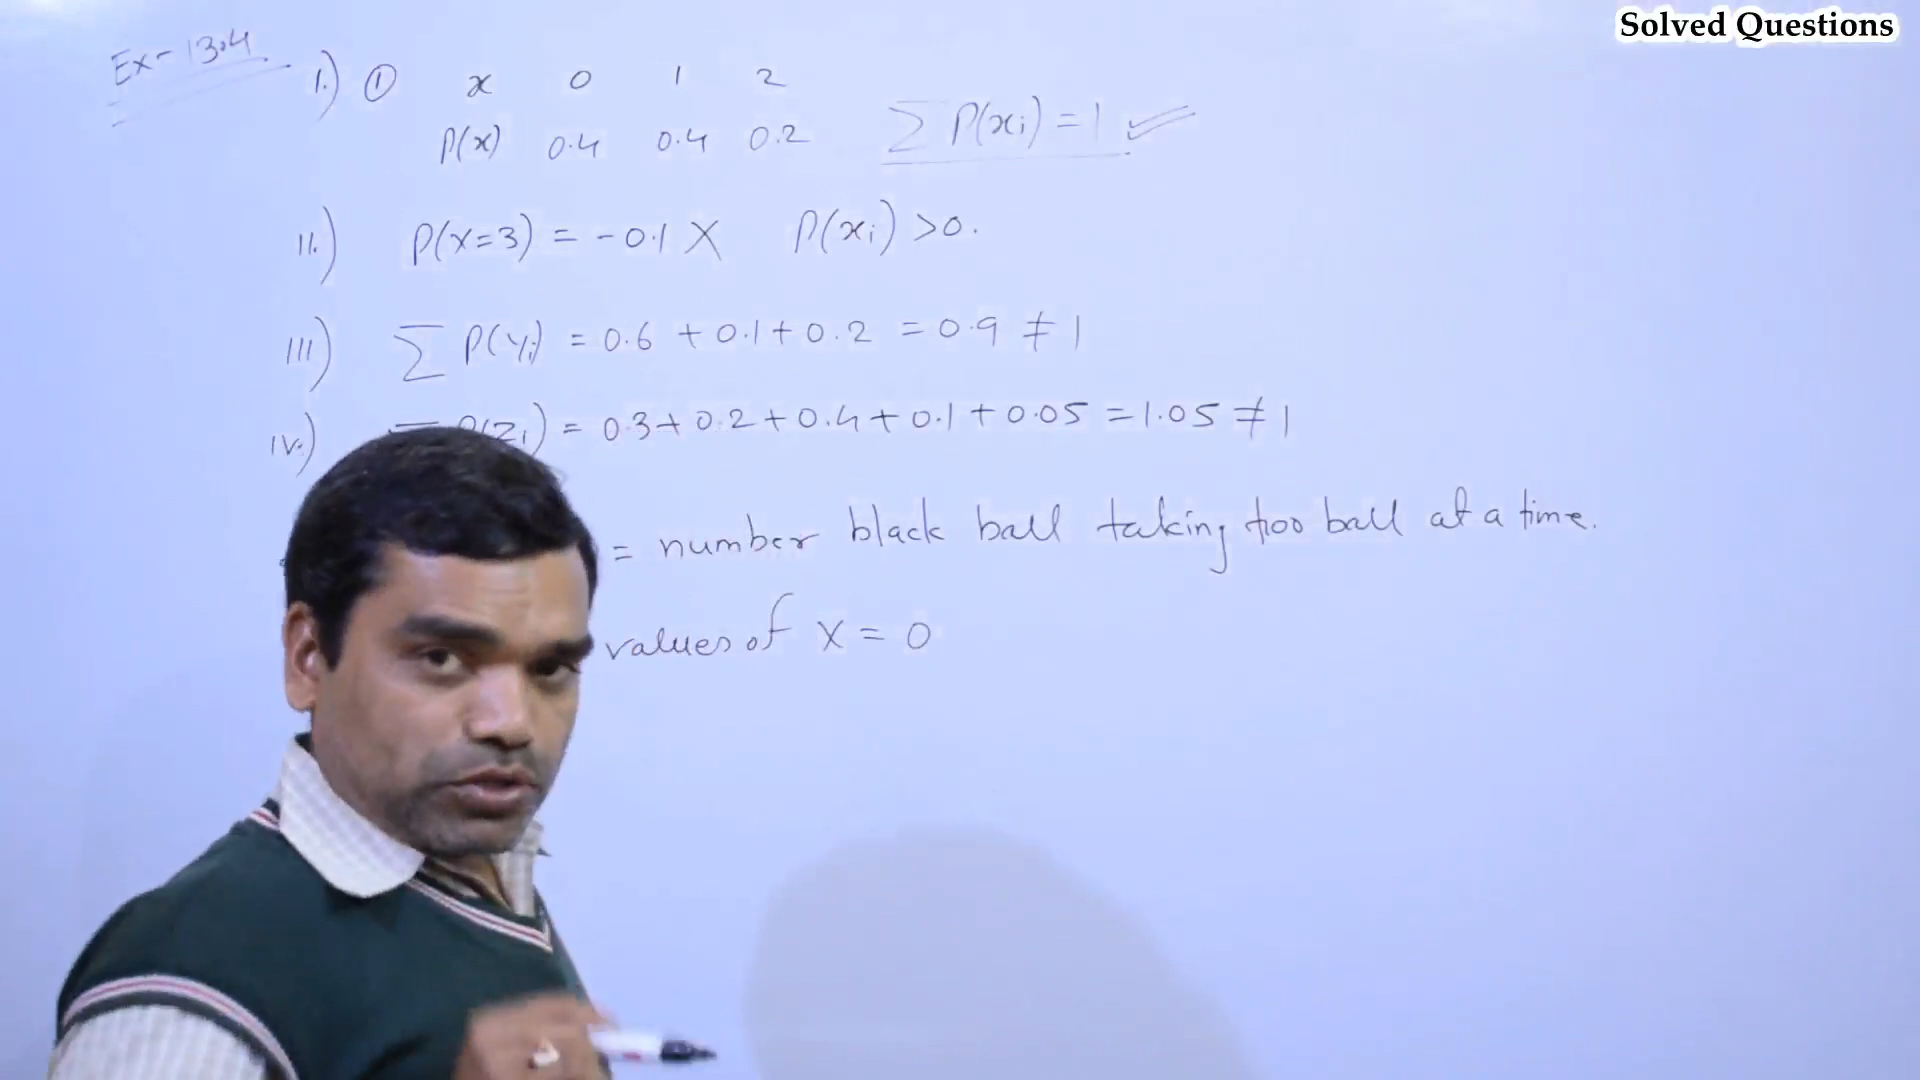 Solved Questions
Ex-13.4
1.) ① x 0 1 2
P(x) 0.4 0.4 0.2 ∑ P(xi) = 1 ✓
II.) P(X=3) = -0.1 X P(xi) >0.
III) ∑ P(yi) = 0.6 + 0.1 + 0.2 = 0.9 ≠ 1
IV.) P(zi) = 0.3+ 0.2 + 0.4 + 0.1 + 0.05 = 1.05 ≠ 1
= number black ball taking too ball at a time.
values of X = 0